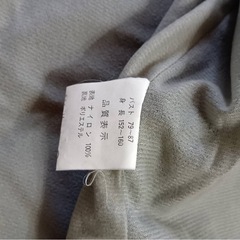 バスト 79-87
身長 152-160
品質表示
表地 ナイロン 100%
裏地 ポリエステル